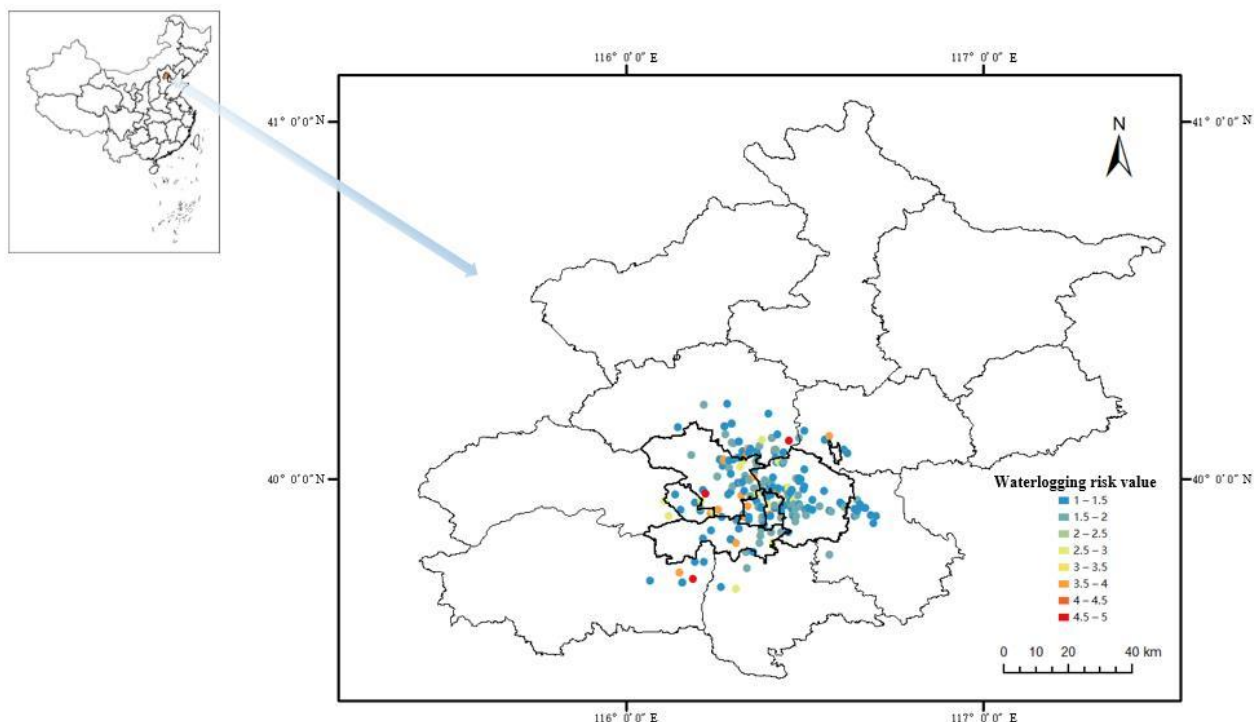 116° 0′0″ E
117° 0′0″ E
41° 0′0″N
41° 0′0″N
N
40° 0′0″N
40° 0′0″N
Waterlogging risk value
1 – 1.5
1.5 – 2
2 – 2.5
2.5 – 3
3 – 3.5
3.5 – 4
4 – 4.5
4.5 – 5
0 10 20 40 km
116° 0′0″ E
117° 0′0″ E